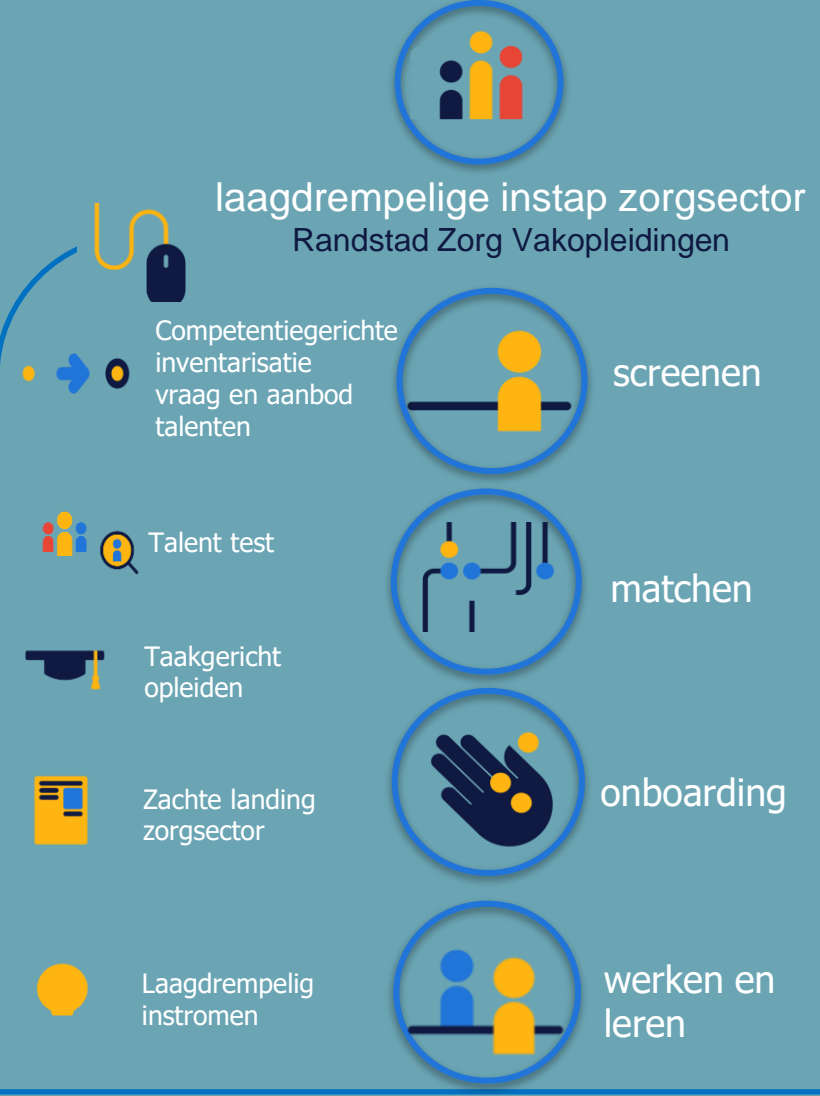 laagdrempelige instap zorgsector
Randstad Zorg Vakopleidingen
Competentiegerichte
inventarisatie
vraag en aanbod
talenten
screenen
Talent test
matchen
Taakgericht
opleiden
Zachte landing
zorgsector
onboarding
Laagdrempelig
instromen
werken en
leren